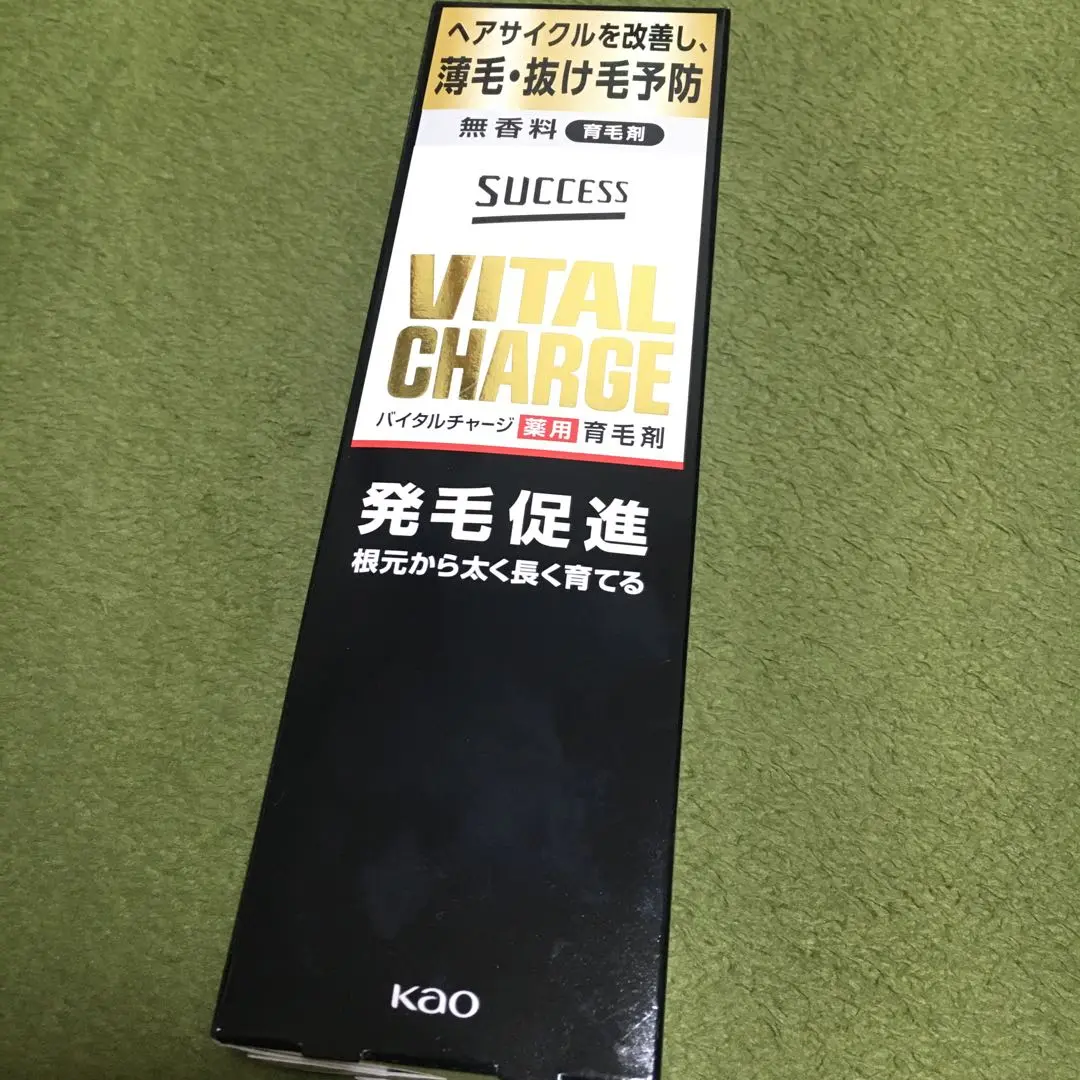 ヘアサイクルを改善し、
薄毛・抜け毛予防
無香料 育毛剤
SUCCESS
VITAL
CHARGE
バイタルチャージ 薬用 育毛剤
発毛促進
根元から太く長く育てる
Kao